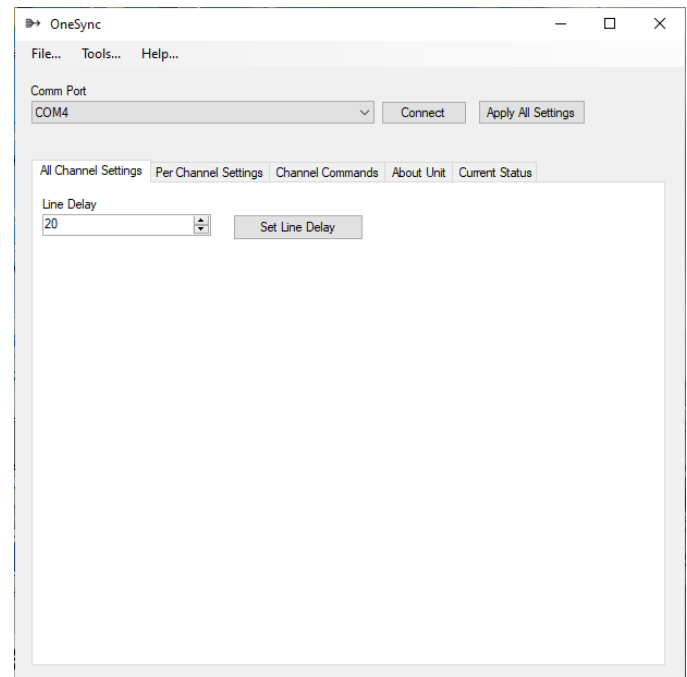 OneSync
File... Tools... Help...
Comm Port
COM4 Connect Apply All Settings
All Channel Settings Per Channel Settings Channel Commands About Unit Current Status
Line Delay
20 Set Line Delay